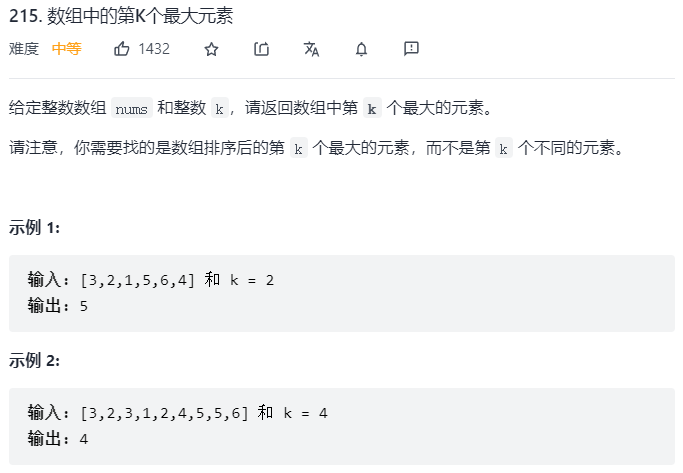 215. 数组中的第K个最大元素
难度 中等 1432
给定整数数组 nums 和整数 k，请返回数组中第 k 个最大的元素。
请注意，你需要找的是数组排序后的第 k 个最大的元素，而不是第 k 个不同的元素。
示例 1:
输入: [3,2,1,5,6,4] 和 k = 2
输出: 5
示例 2:
输入: [3,2,3,1,2,4,5,5,6] 和 k = 4
输出: 4